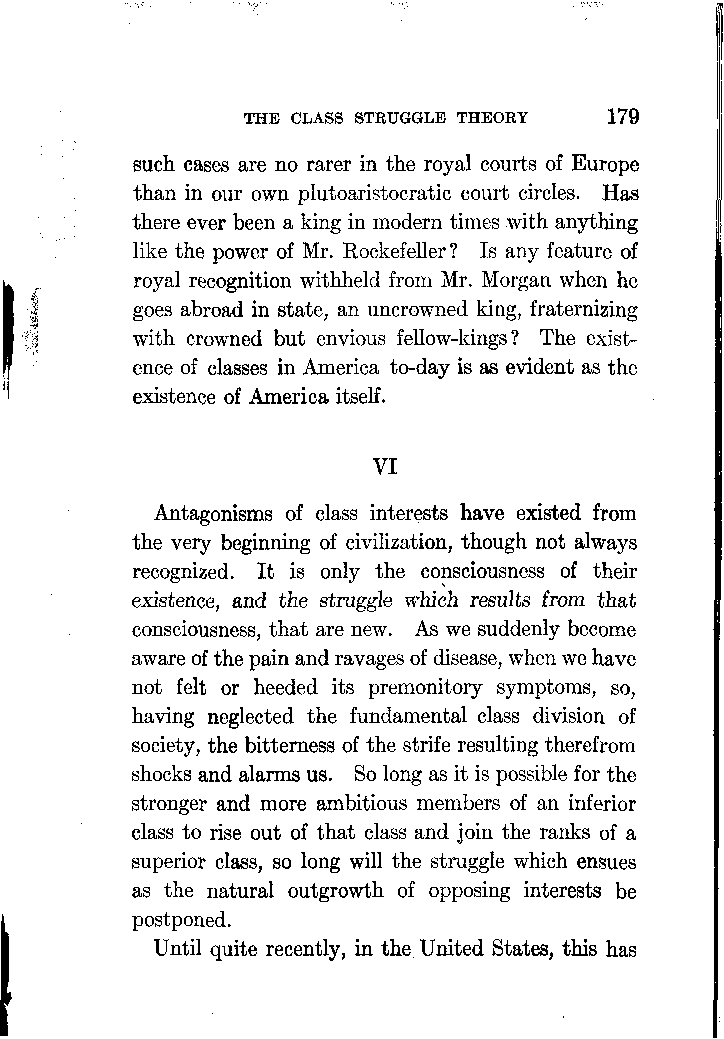 THE CLASS STRUGGLE THEORY 179
such cases are no rarer in the royal courts of Europe
than in our own plutoaristocratic court circles. Has
there ever been a king in modern times with anything
like the power of Mr. Rockefeller? Is any feature of
royal recognition withheld from Mr. Morgan when he
goes abroad in state, an uncrowned king, fraternizing
with crowned but envious fellow-kings? The exist-
ence of classes in America to-day is as evident as the
existence of America itself.
VI
Antagonisms of class interests have existed from
the very beginning of civilization, though not always
recognized. It is only the consciousness of their
existence, and the struggle which results from that
consciousness, that are new. As we suddenly become
aware of the pain and ravages of disease, when we have
not felt or heeded its premonitory symptoms, so,
having neglected the fundamental class division of
society, the bitterness of the strife resulting therefrom
shocks and alarms us. So long as it is possible for the
stronger and more ambitious members of an inferior
class to rise out of that class and join the ranks of a
superior class, so long will the struggle which ensues
as the natural outgrowth of opposing interests be
postponed.
Until quite recently, in the United States, this has